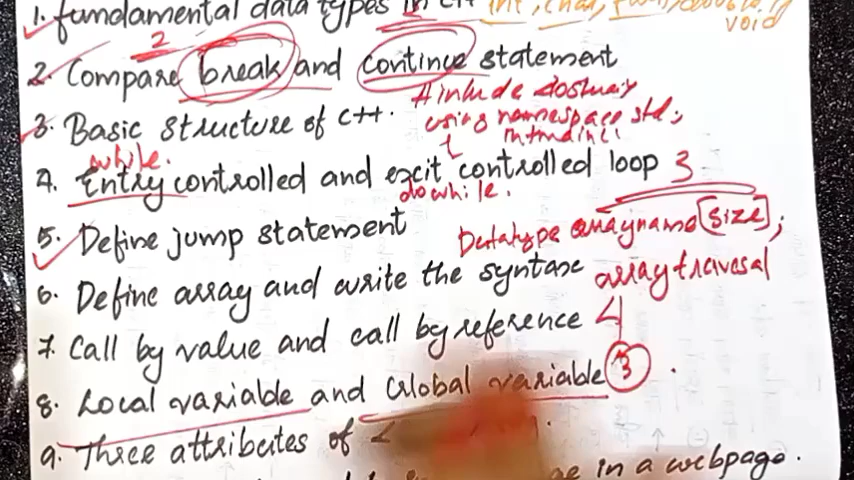 1. fundamental data types in C++ int, char,
void
2
2. Compare break and continue statement
#include <iostream>
using namespace std;
3. Basic structure of C++.
int main()
{
while.
4. Entry controlled and exit controlled loop 3
do while.
5. Define jump statement
Datatype arrayname [size];
6. Define array and write the syntax array traversal
7. Call by value and call by reference 4
8. Local variable and Global variable 3
9. Three attributes of <
in a webpage.